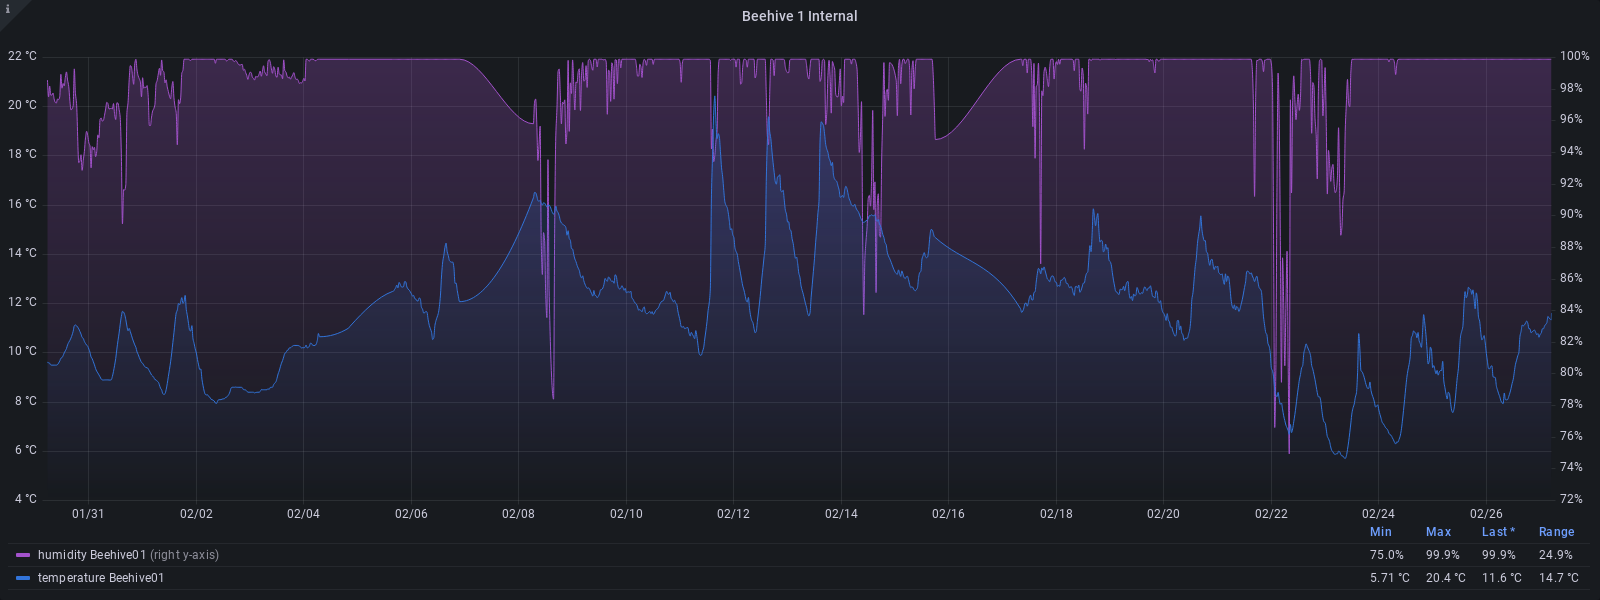 i
Beehive 1 Internal
22 °C
20 °C
18 °C
16 °C
14 °C
12 °C
10 °C
8 °C
6 °C
4 °C
100%
98%
96%
94%
92%
90%
88%
86%
84%
82%
80%
78%
76%
74%
72%
01/31 02/02 02/04 02/06 02/08 02/10 02/12 02/14 02/16 02/18 02/20 02/22 02/24 02/26
Min Max Last * Range
humidity Beehive01 (right y-axis) 75.0% 99.9% 99.9% 24.9%
temperature Beehive01 5.71 °C 20.4 °C 11.6 °C 14.7 °C